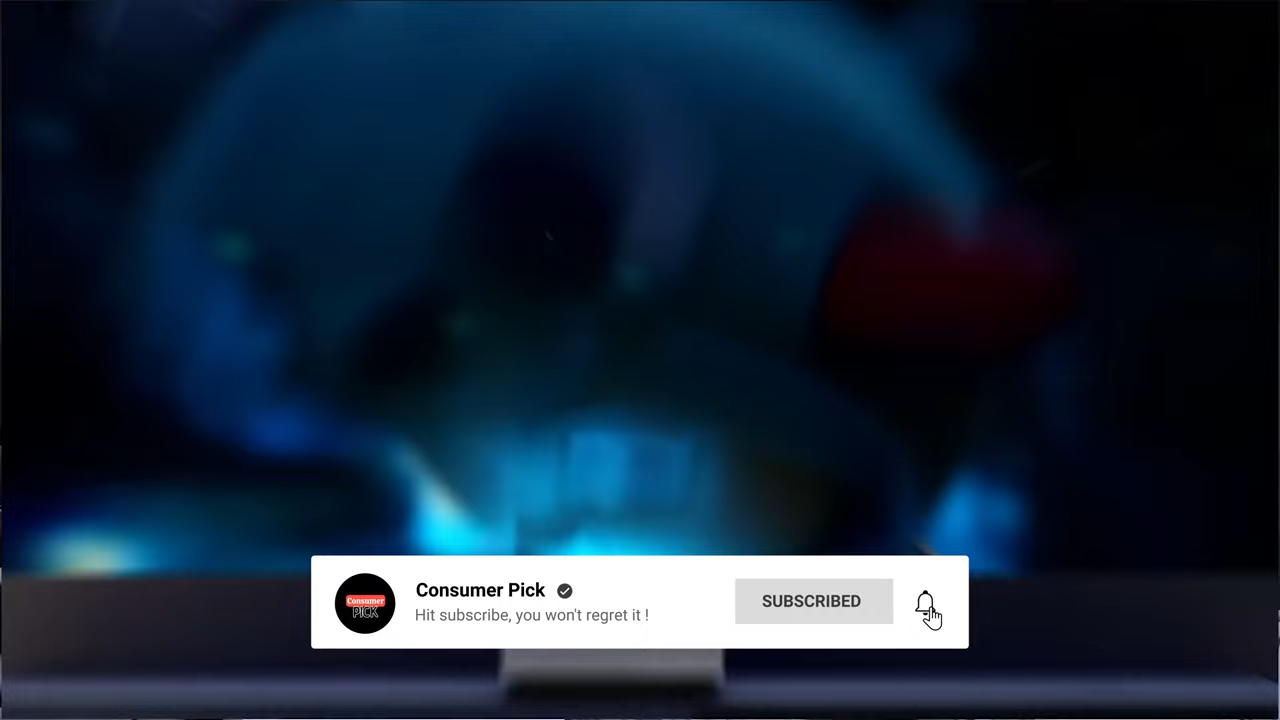 Consumer
PICK
Consumer Pick
Hit subscribe, you won't regret it !
SUBSCRIBED